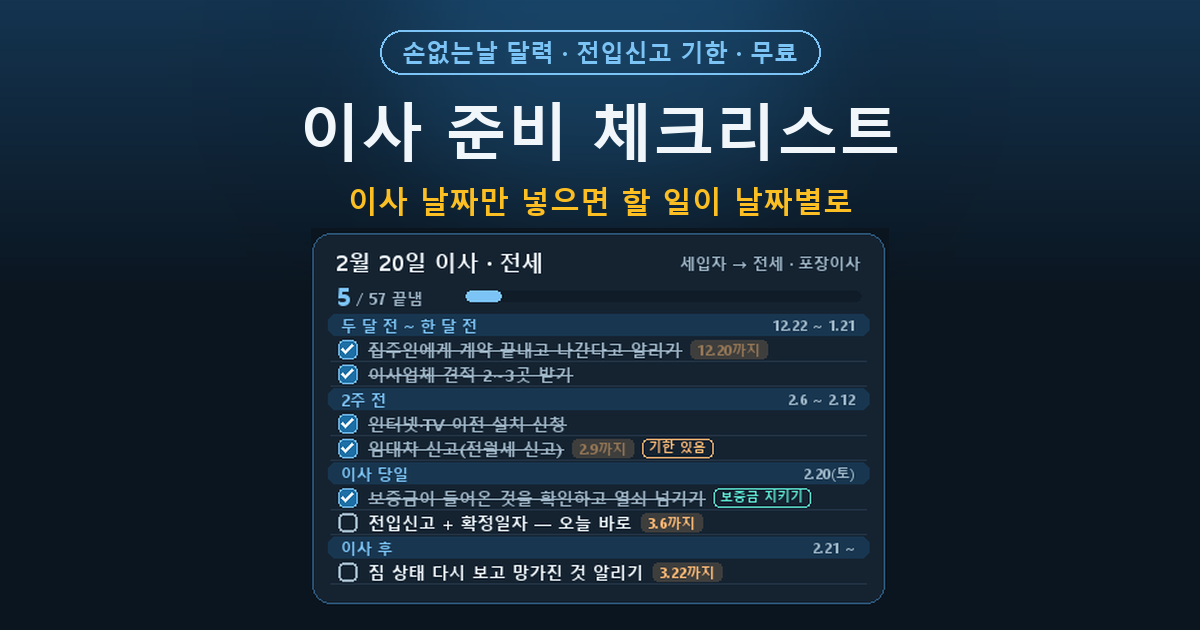 손없는날 달력 · 전입신고 기한 · 무료
이사 준비 체크리스트
이사 날짜만 넣으면 할 일이 날짜별로
2월 20일 이사 · 전세 세입자 → 전세 · 포장이사
5 / 57 끝냄
두 달 전 ~ 한 달 전 12.22 ~ 1.21
집주인에게 계약 끝내고 나간다고 알리기 12.20까지
이사업체 견적 2~3곳 받기
2주 전 2.6 ~ 2.12
인터넷·TV 이전 설치 신청
임대차 신고(전월세 신고) 2.9까지 기한 있음
이사 당일 2.20(토)
보증금이 들어온 것을 확인하고 열쇠 넘기기 보증금 지키기
전입신고 + 확정일자 — 오늘 바로 3.6까지
이사 후 2.21 ~
짐 상태 다시 보고 망가진 것 알리기 3.22까지